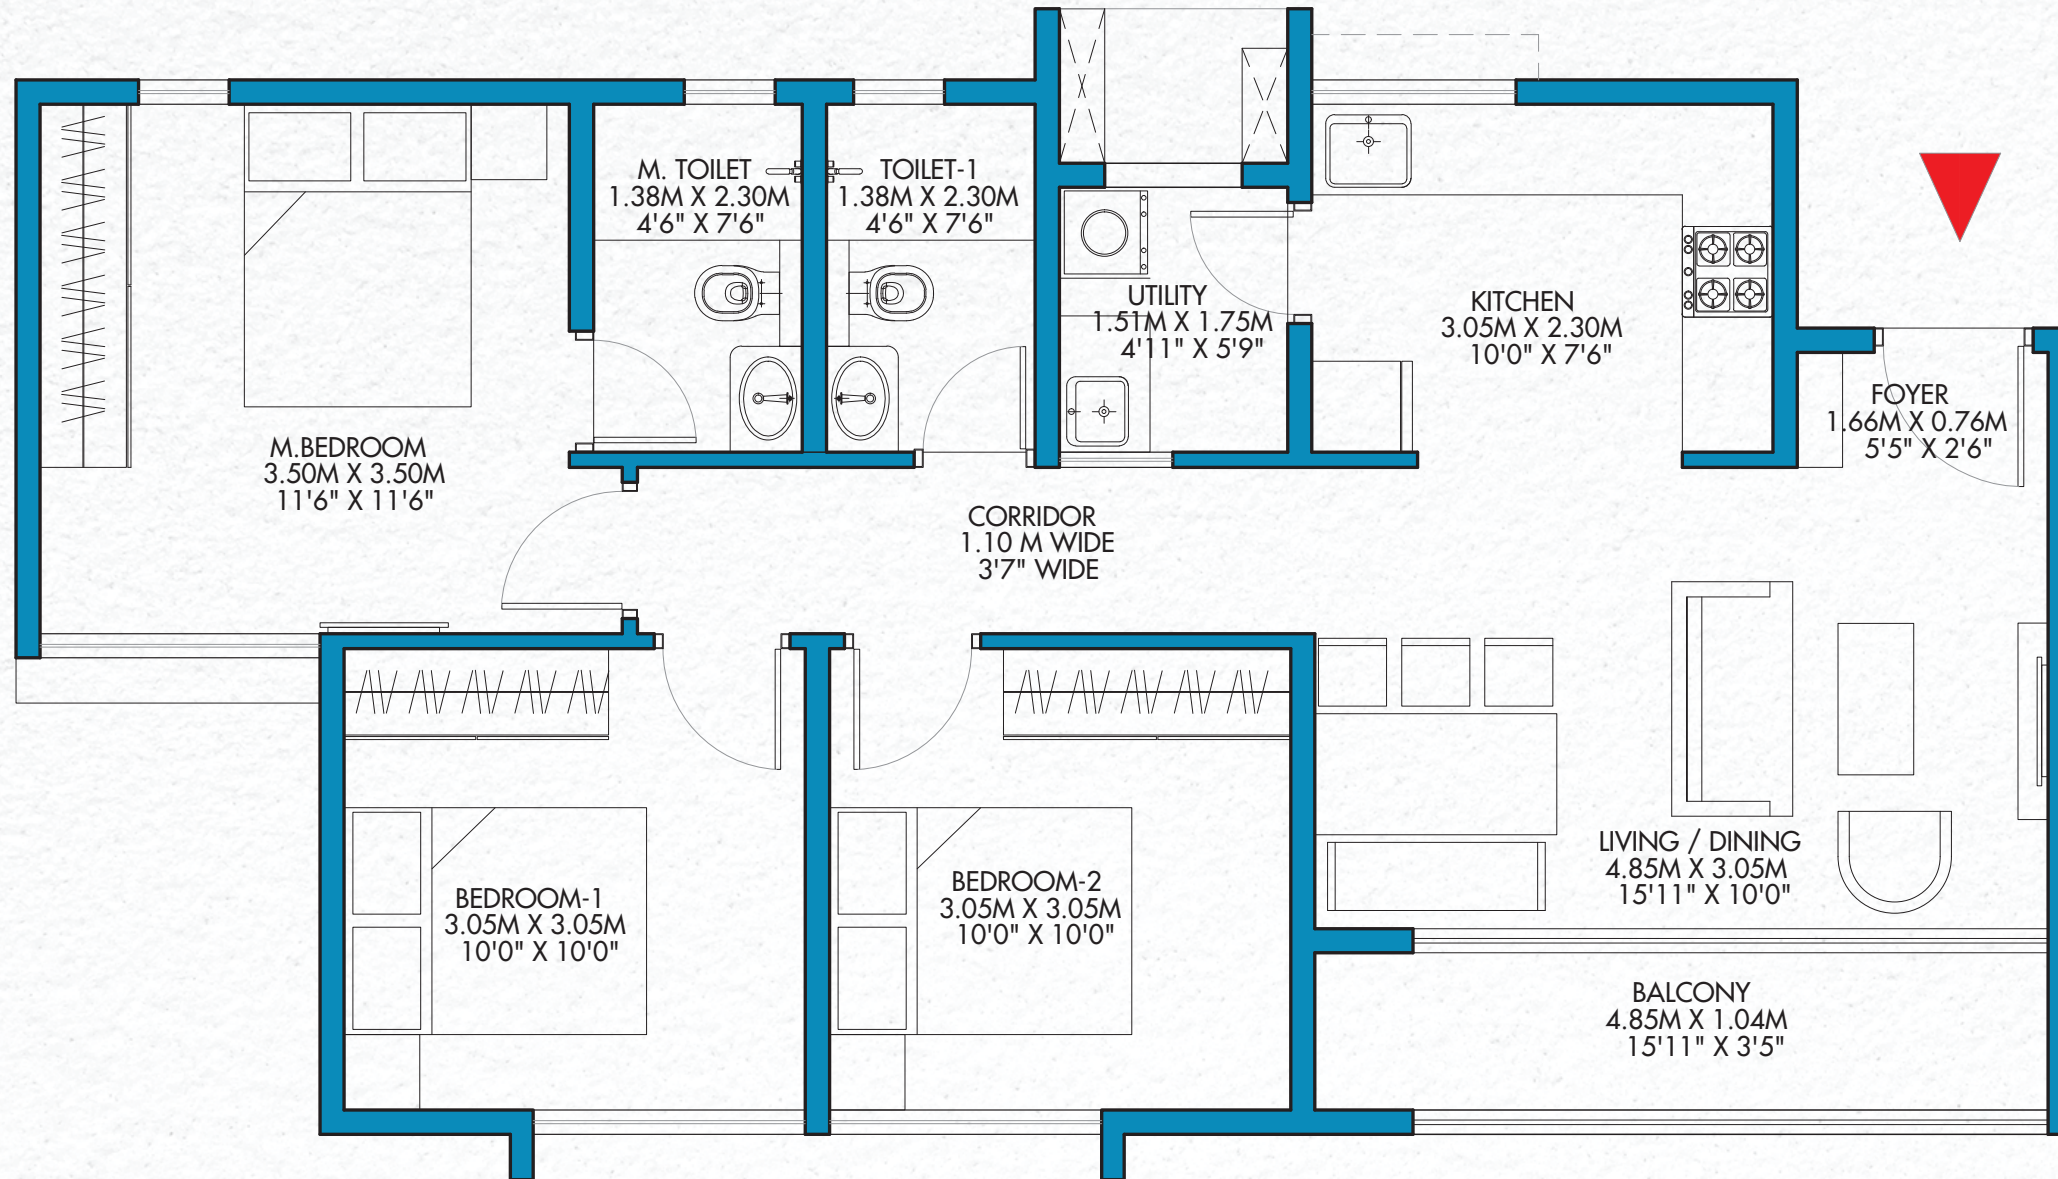 M. TOILET
1.38M X 2.30M
4'6" X 7'6"
TOILET-1
1.38M X 2.30M
4'6" X 7'6"
UTILITY
1.51M X 1.75M
4'11" X 5'9"
KITCHEN
3.05M X 2.30M
10'0" X 7'6"
FOYER
1.66M X 0.76M
5'5" X 2'6"
M.BEDROOM
3.50M X 3.50M
11'6" X 11'6"
CORRIDOR
1.10 M WIDE
3'7" WIDE
BEDROOM-1
3.05M X 3.05M
10'0" X 10'0"
BEDROOM-2
3.05M X 3.05M
10'0" X 10'0"
LIVING / DINING
4.85M X 3.05M
15'11" X 10'0"
BALCONY
4.85M X 1.04M
15'11" X 3'5"